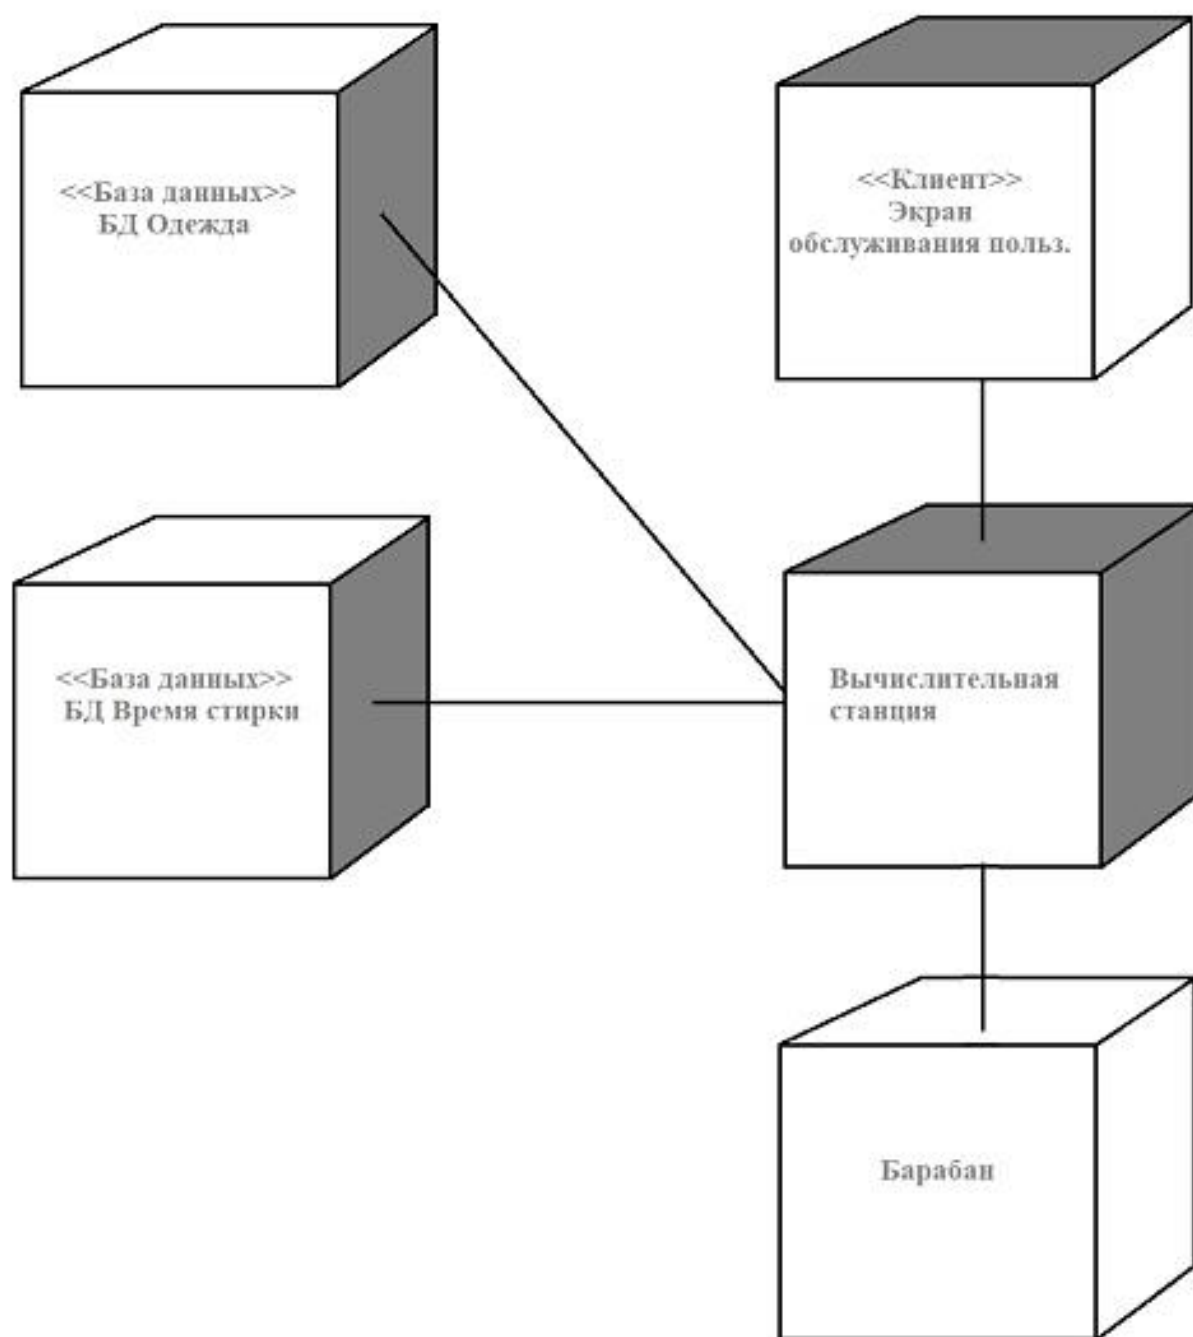 <<База данных>>
БД Одежда
<<Клиент>>
Экран
обслуживания польз.
<<База данных>>
БД Время стирки
Вычислительная
станция
Барабан